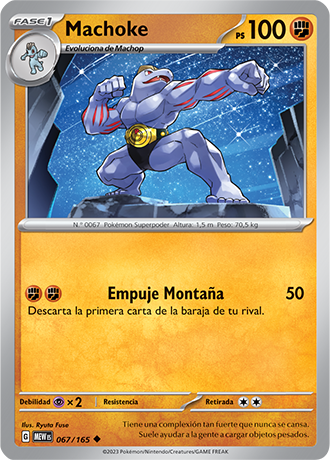 FASE 1 Machoke PS 100
Evoluciona de Machop
N.º 0067 Pokémon Superpoder Altura: 1,5 m Peso: 70,5 kg
Empuje Montaña 50
Descarta la primera carta de la baraja de tu rival.
Debilidad ×2 Resistencia Retirada
Ilus. Ryuta Fuse
G MEW ES 067/165
Tiene una complexión tan fuerte que nunca se cansa.
Suele ayudar a la gente a cargar objetos pesados.
©2023 Pokémon/Nintendo/Creatures/GAME FREAK